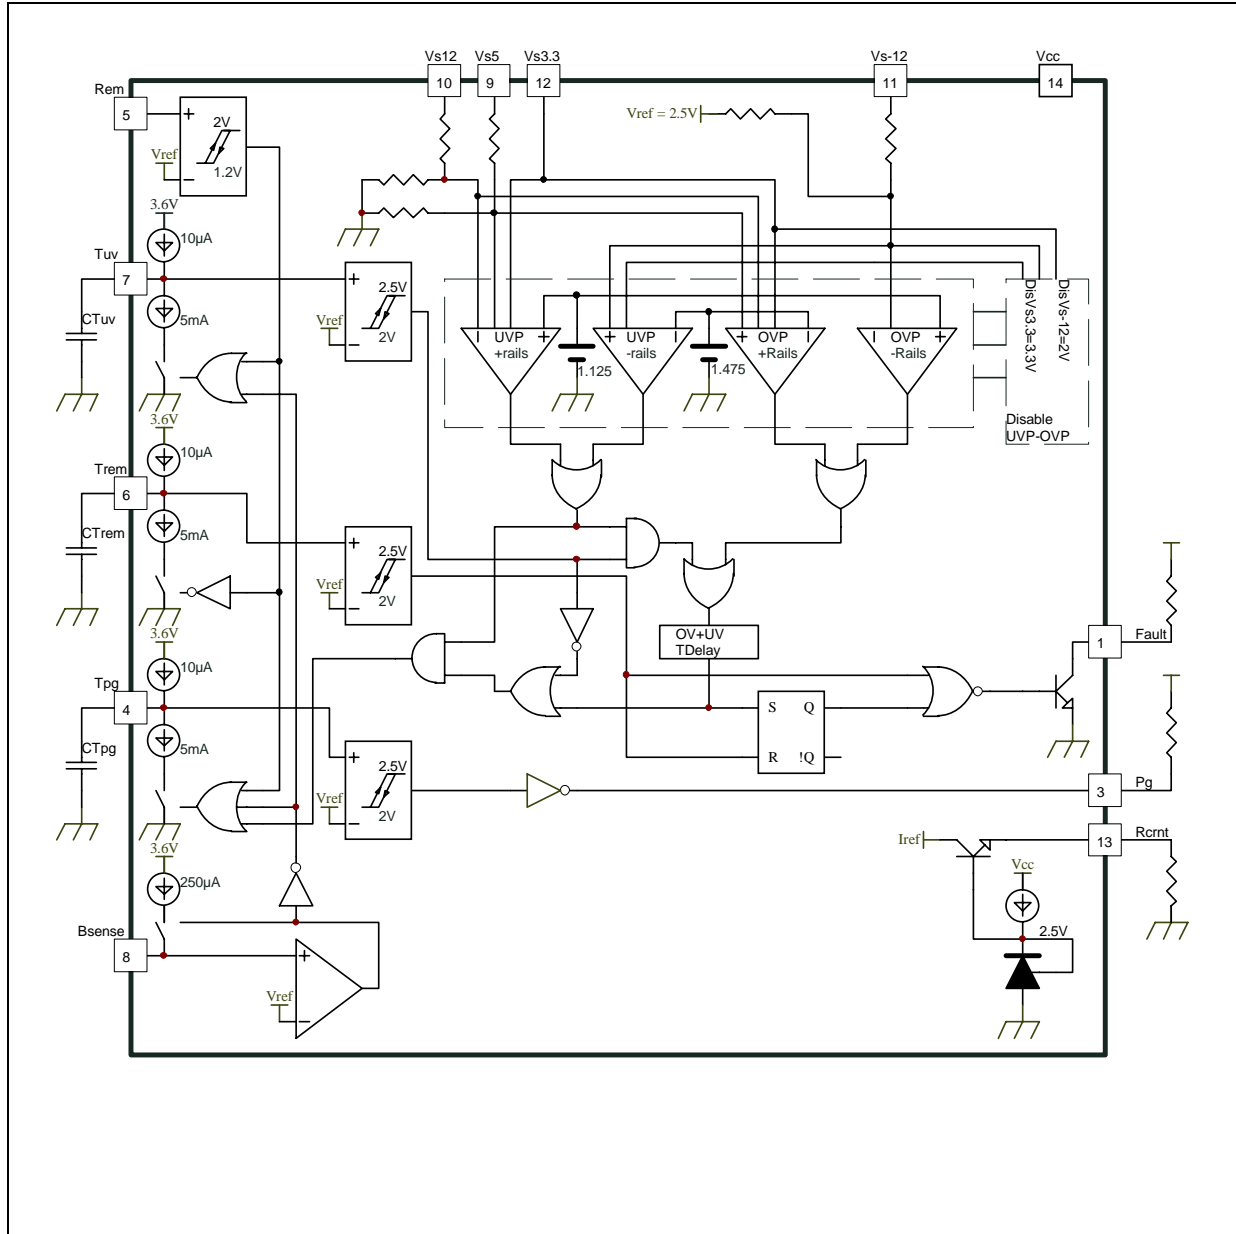 Vs12
Vs5
Vs3.3
Vs-12
Vcc
10
9
12
11
14
Rem
5
+
2V
Vref
1.2V
−
Vref = 2.5V
3.6V
10µA
Tuv
7
5mA
CTuv
+
2.5V
Vref
2V
−
DisVs3.3=3.3V
DisVs-12=2V
UVP
+rails
UVP
-rails
OVP
+Rails
OVP
-Rails
1.125
1.475
Disable
UVP-OVP
3.6V
10µA
Trem
6
5mA
CTrem
+
2.5V
Vref
2V
−
OV+UV
TDelay
1
Fault
3.6V
10µA
Tpg
4
5mA
CTpg
S
Q
R
!Q
+
2.5V
Vref
2V
−
3
Pg
13
Rcrnt
Iref
3.6V
250µA
Vcc
2.5V
Bsense
8
+
Vref
−